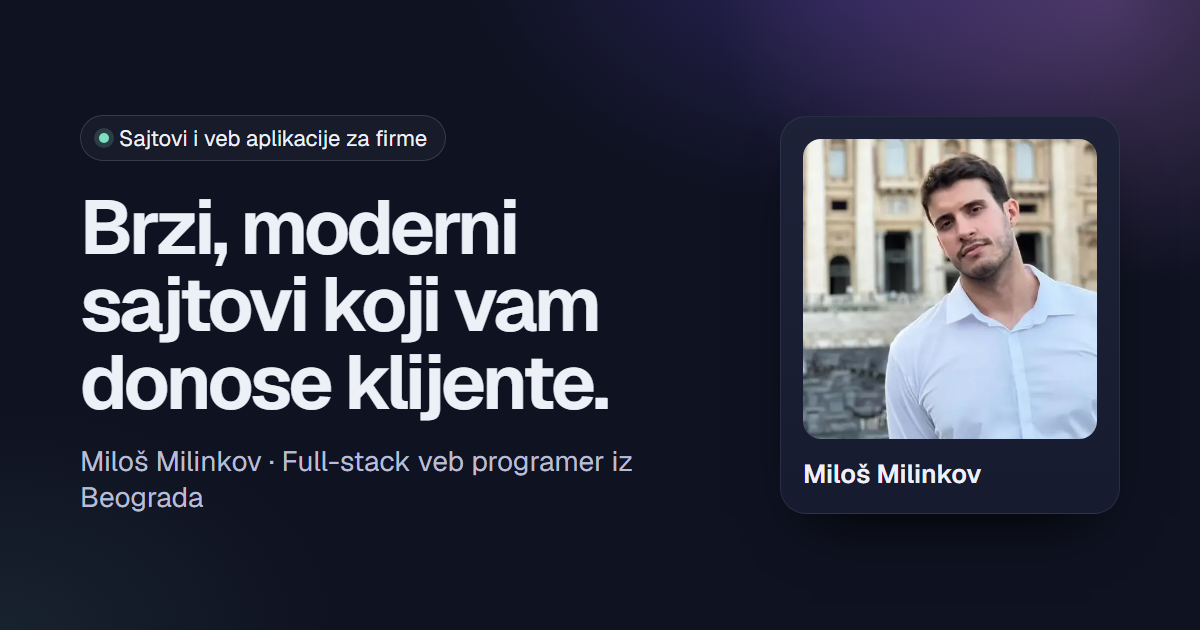 Sajtovi i veb aplikacije za firme
Brzi, moderni
sajtovi koji vam
donose klijente.
Miloš Milinkov · Full-stack veb programer iz
Beograda
Miloš Milinkov